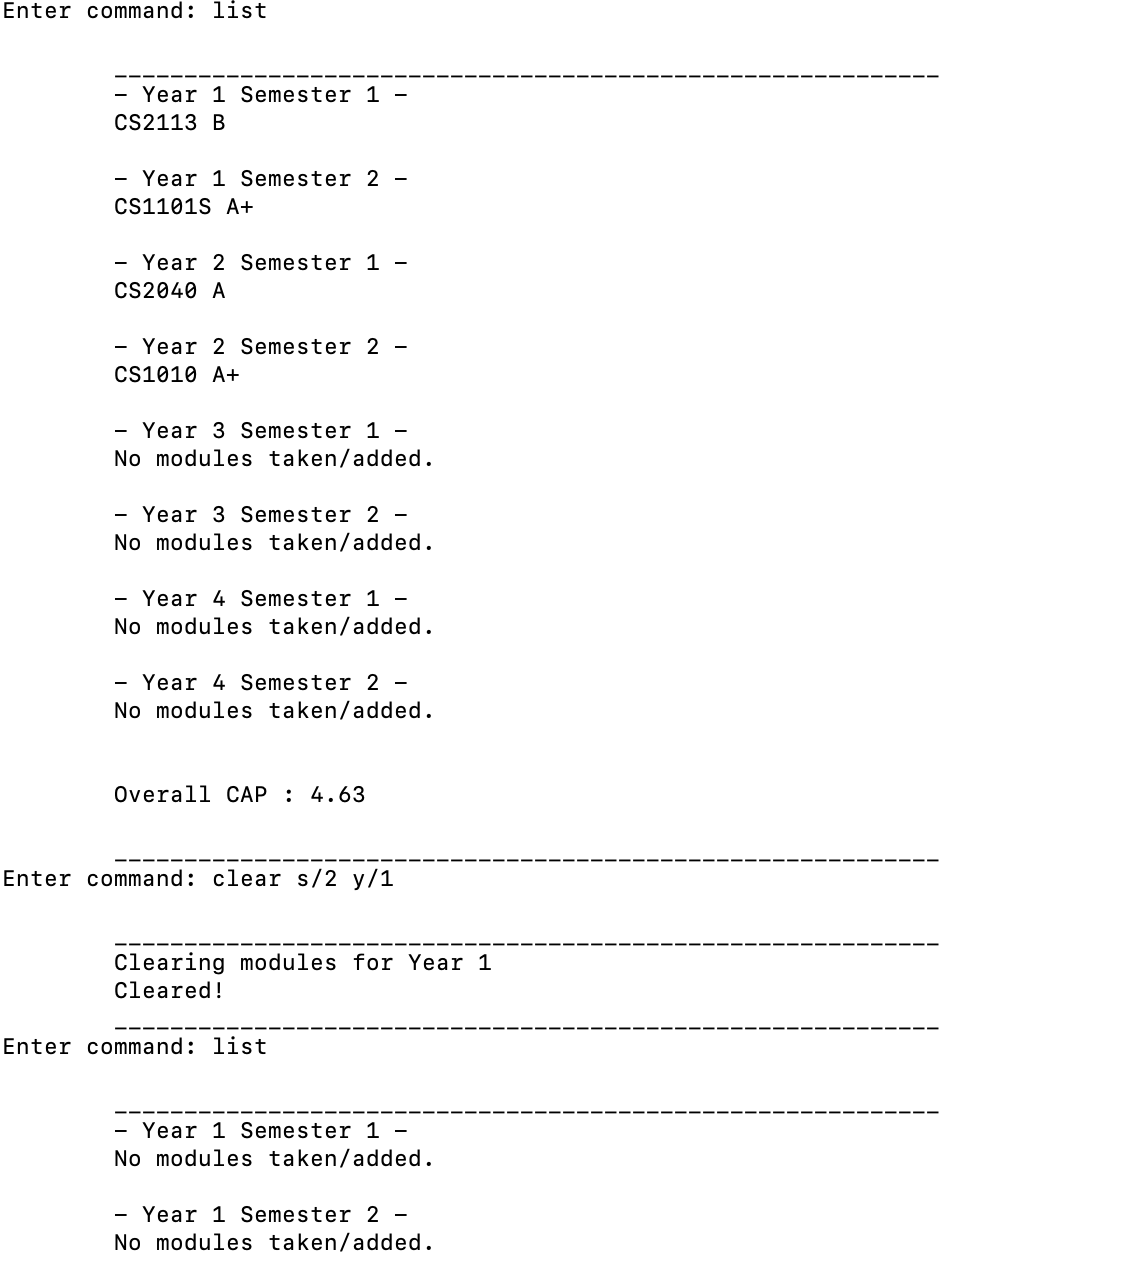 Enter command: list
____________________________________________________________
– Year 1 Semester 1 –
CS2113 B
– Year 1 Semester 2 –
CS1101S A+
– Year 2 Semester 1 –
CS2040 A
– Year 2 Semester 2 –
CS1010 A+
– Year 3 Semester 1 –
No modules taken/added.
– Year 3 Semester 2 –
No modules taken/added.
– Year 4 Semester 1 –
No modules taken/added.
– Year 4 Semester 2 –
No modules taken/added.
Overall CAP : 4.63
____________________________________________________________
Enter command: clear s/2 y/1
____________________________________________________________
Clearing modules for Year 1
Cleared!
____________________________________________________________
Enter command: list
____________________________________________________________
– Year 1 Semester 1 –
No modules taken/added.
– Year 1 Semester 2 –
No modules taken/added.